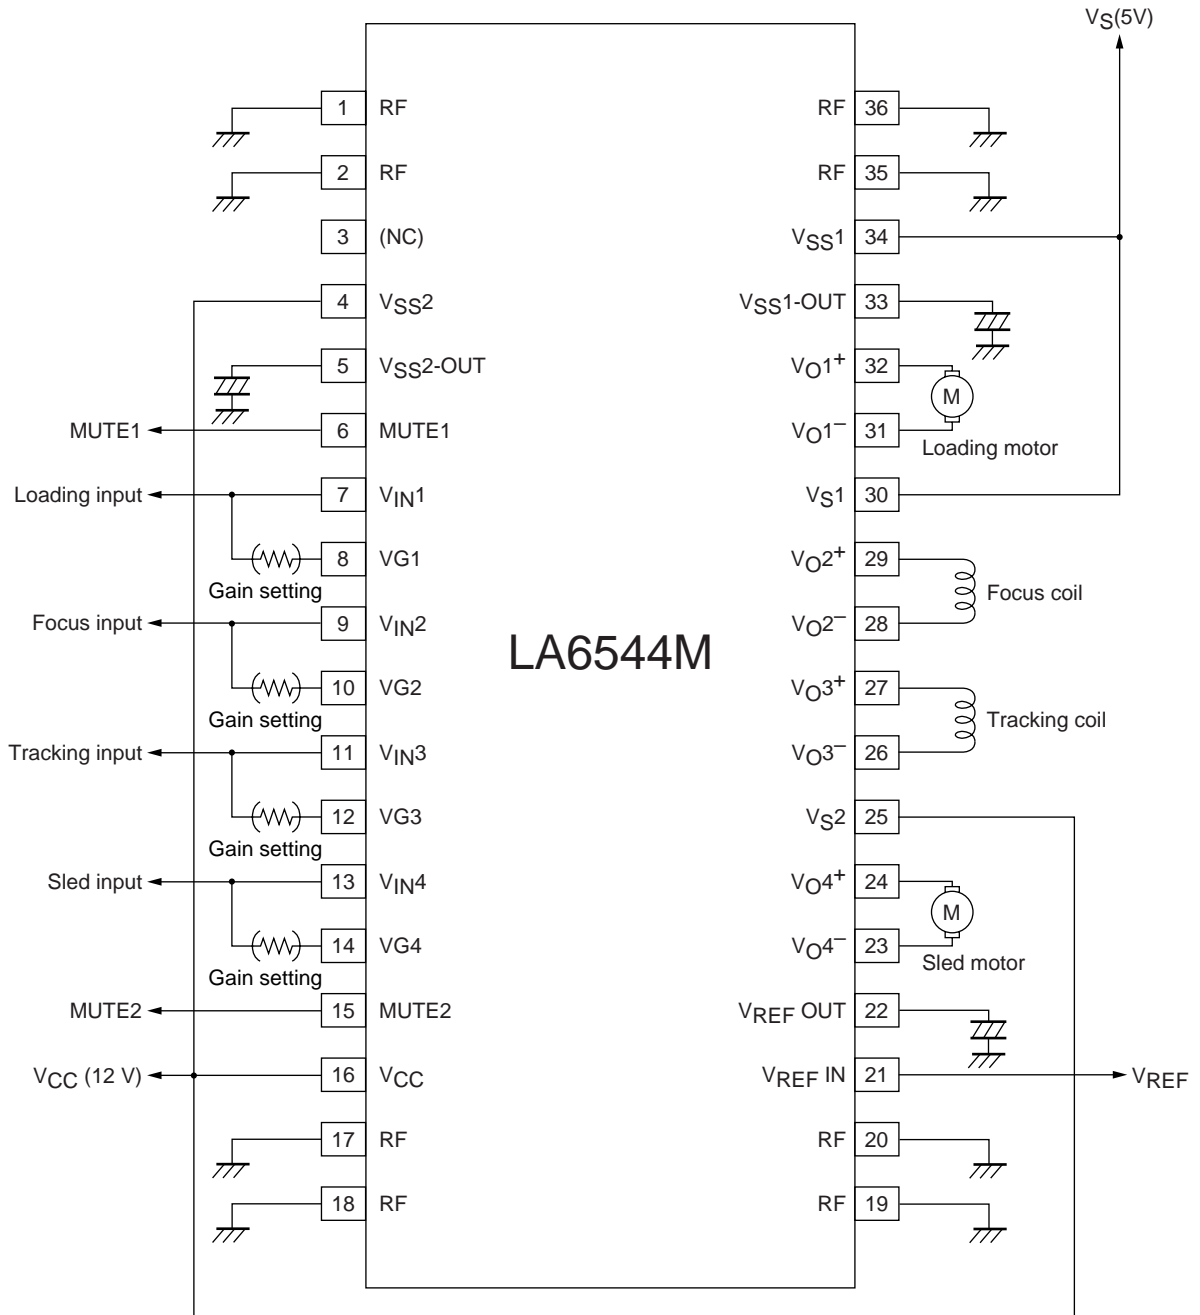 VS(5V)
1 RF
RF 36
2 RF
RF 35
3 (NC)
VSS1 34
4 VSS2
VSS1-OUT 33
5 VSS2-OUT
VO1+ 32
M
MUTE1 6 MUTE1
VO1– 31
Loading motor
Loading input 7 VIN1
VS1 30
8 VG1
Gain setting
VO2+ 29
Focus coil
Focus input 9 VIN2
VO2– 28
LA6544M
10 VG2
Gain setting
VO3+ 27
Tracking coil
Tracking input 11 VIN3
VO3– 26
12 VG3
Gain setting
VS2 25
Sled input 13 VIN4
VO4+ 24
M
14 VG4
Gain setting
VO4– 23
Sled motor
MUTE2 15 MUTE2
VREF OUT 22
VCC (12 V) 16 VCC
VREF IN 21 VREF
17 RF
RF 20
18 RF
RF 19